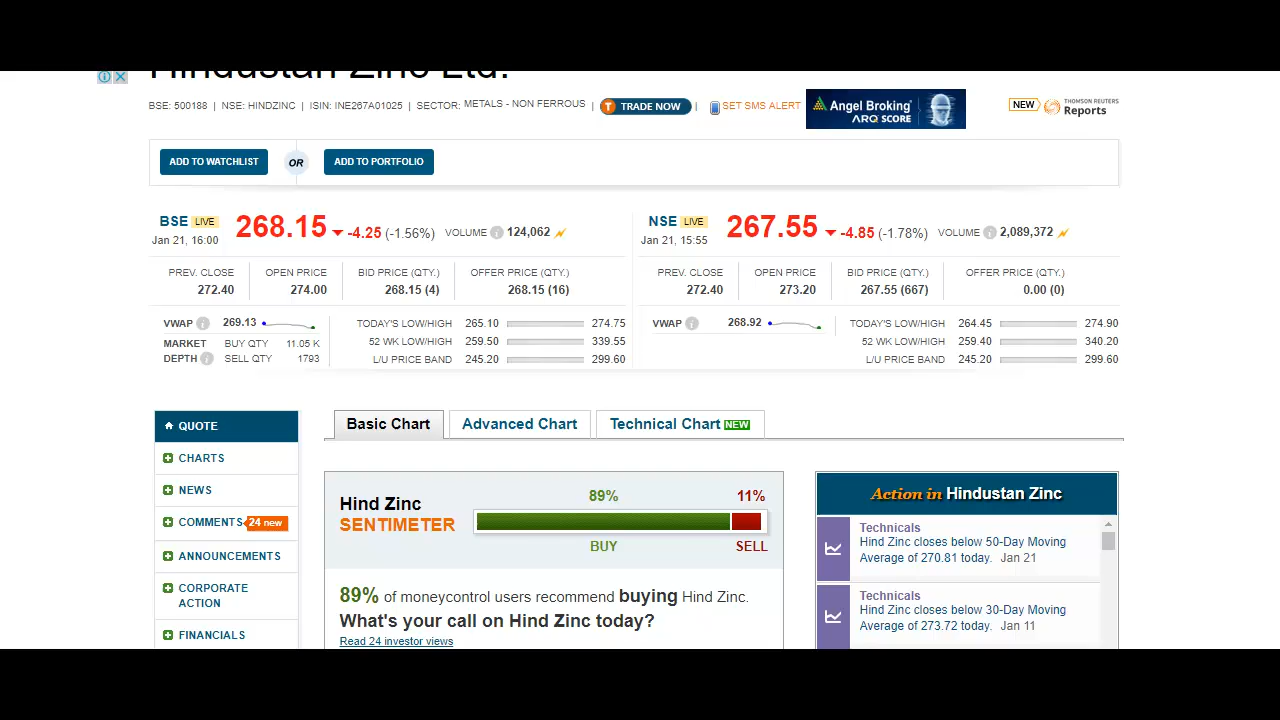 Hindustan Zinc Ltd.
BSE: 500188 | NSE: HINDZINC | ISIN: INE267A01025 | SECTOR: METALS - NON FERROUS | TRADE NOW SET SMS ALERT Angel Broking ARQ SCORE NEW THOMSON REUTERS Reports
ADD TO WATCHLIST OR ADD TO PORTFOLIO
BSE LIVE 268.15 -4.25 (-1.56%) VOLUME 124,062
Jan 21, 16:00
PREV. CLOSE OPEN PRICE BID PRICE (QTY.) OFFER PRICE (QTY.)
272.40 274.00 268.15 (4) 268.15 (16)
VWAP 269.13 TODAY'S LOW/HIGH 265.10 274.75
MARKET BUY QTY 11.05 K 52 WK LOW/HIGH 259.50 339.55
DEPTH SELL QTY 1793 L/U PRICE BAND 245.20 299.60
NSE LIVE 267.55 -4.85 (-1.78%) VOLUME 2,089,372
Jan 21, 15:55
PREV. CLOSE OPEN PRICE BID PRICE (QTY.) OFFER PRICE (QTY.)
272.40 273.20 267.55 (667) 0.00 (0)
VWAP 268.92 TODAY'S LOW/HIGH 264.45 274.90
52 WK LOW/HIGH 259.40 340.20
L/U PRICE BAND 245.20 299.60
QUOTE
CHARTS
NEWS
COMMENTS 24 new
ANNOUNCEMENTS
CORPORATE
ACTION
FINANCIALS
Basic Chart Advanced Chart Technical Chart NEW
Hind Zinc 89% 11%
SENTIMETER
BUY SELL
89% of moneycontrol users recommend buying Hind Zinc.
What's your call on Hind Zinc today?
Read 24 investor views
Action in Hindustan Zinc
Technicals
Hind Zinc closes below 50-Day Moving
Average of 270.81 today. Jan 21
Technicals
Hind Zinc closes below 30-Day Moving
Average of 273.72 today. Jan 11